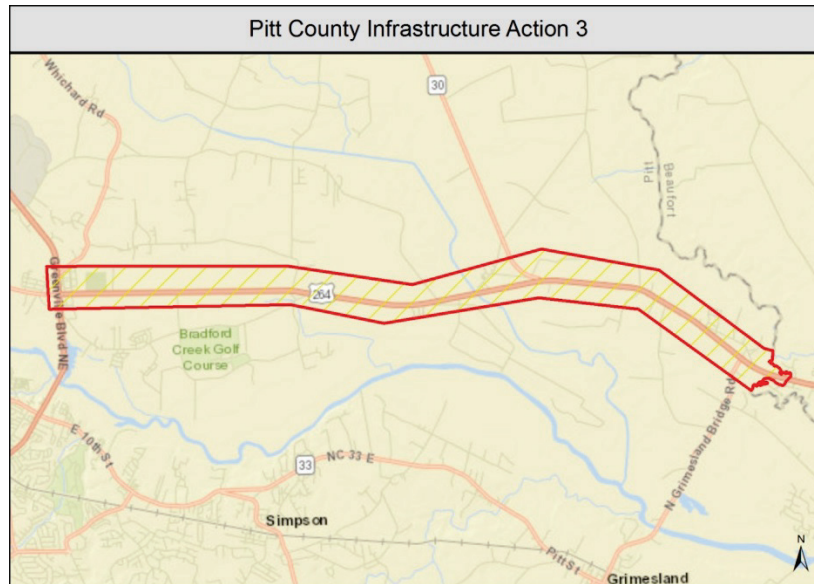 Pitt County Infrastructure Action 3
Whichard Rd
30
Pitt
Beaufort
Greenville Blvd NE
264
Bradford
Creek Golf
Course
N Grimesland Bridge Rd
E 10th St
33
NC 33 E
Simpson
Pitt St
Grimesland
N